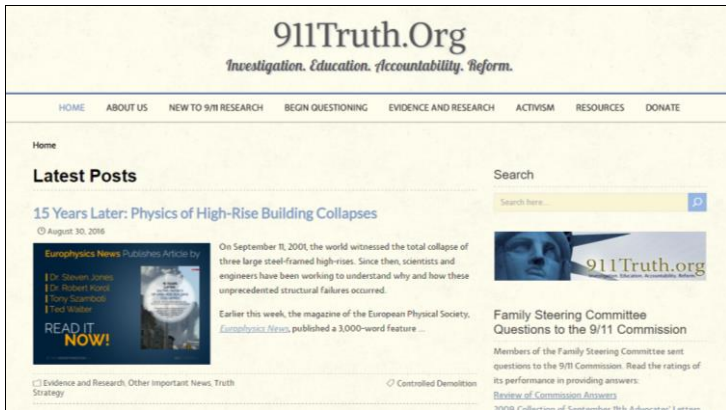 911Truth.Org
Investigation. Education. Accountability. Reform.
HOME ABOUT US NEW TO 9/11 RESEARCH BEGIN QUESTIONING EVIDENCE AND RESEARCH ACTIVISM RESOURCES DONATE
Home
Latest Posts
15 Years Later: Physics of High-Rise Building Collapses
August 30, 2016
Europhysics News Publishes Article by
Dr. Steven Jones
Dr. Robert Korol
Tony Szamboti
Ted Walter
READ IT
NOW!
On September 11, 2001, the world witnessed the total collapse of
three large steel-framed high-rises. Since then, scientists and
engineers have been working to understand why and how these
unprecedented structural failures occurred.
Earlier this week, the magazine of the European Physical Society,
Europhysics News, published a 3,000-word feature ...
Evidence and Research, Other Important News, Truth
Strategy
Controlled Demolition
Search
Search here...
911Truth.org
Investigation. Education. Accountability. Reform.
Family Steering Committee
Questions to the 9/11 Commission
Members of the Family Steering Committee sent
questions to the 9/11 Commission. Read the ratings of
its performance in providing answers:
Review of Commission Answers
2009 Collection of September 11th Advocates' Letters